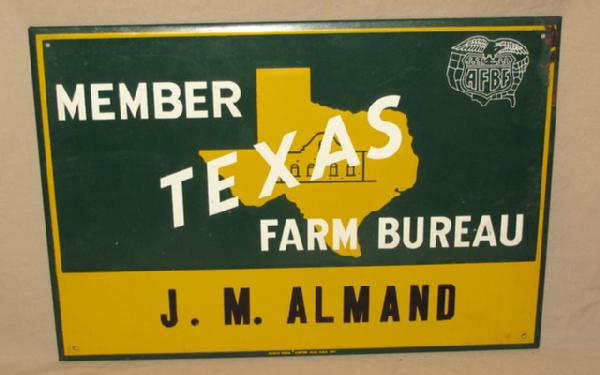 MEMBER
AFBF
TEXAS
FARM BUREAU
J. M. ALMAND